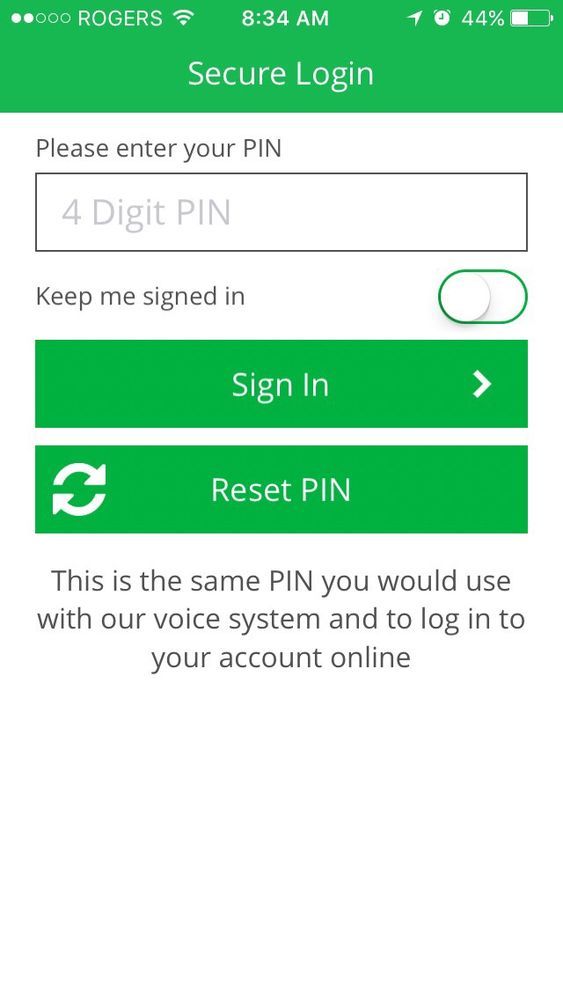 ROGERS 8:34 AM 44%
Secure Login
Please enter your PIN
4 Digit PIN
Keep me signed in
Sign In
Reset PIN
This is the same PIN you would use
with our voice system and to log in to
your account online